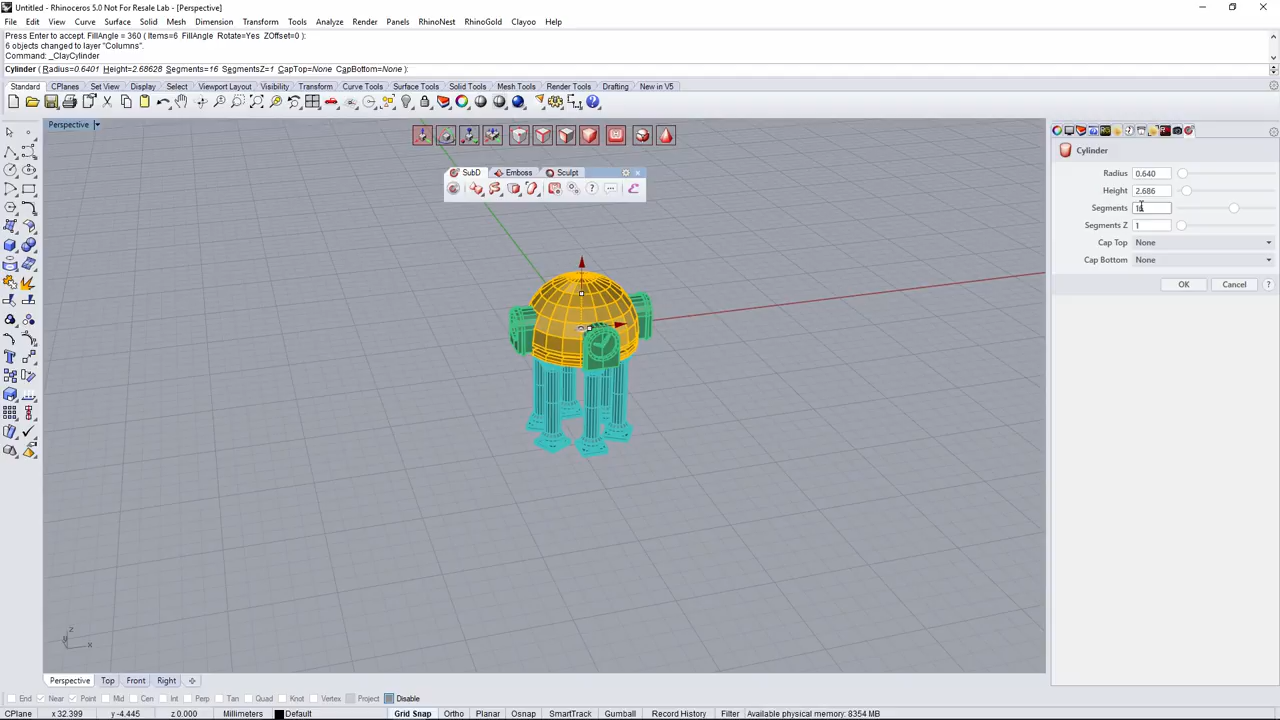 Untitled - Rhinoceros 5.0 Not For Resale Lab - [Perspective]
File Edit View Curve Surface Solid Mesh Dimension Transform Tools Analyze Render Panels RhinoNest RhinoGold Clayoo Help
Press Enter to accept. FillAngle = 360 ( Items=6 FillAngle Rotate=Yes ZOffset=0 ):
6 objects changed to layer "Columns".
Command: _ClayCylinder
Cylinder ( Radius=0.6401 Height=2.68628 Segments=16 SegmentsZ=1 CapTop=None CapBottom=None ):
Standard CPlanes Set View Display Select Viewport Layout Visibility Transform Curve Tools Surface Tools Solid Tools Mesh Tools Render Tools Drafting New in V5
Perspective
SubD Emboss Sculpt
Cylinder
Radius 0.640
Height 2.686
Segments
Segments Z 1
Cap Top None
Cap Bottom None
OK Cancel ?
z
y x
Perspective Top Front Right
End Near Point Mid Cen Int Perp Tan Quad Knot Vertex Project Disable
CPlane x 32.399 y -4.445 z 0.000 Millimeters Default Grid Snap Ortho Planar Osnap SmartTrack Gumball Record History Filter Available physical memory: 8354 MB